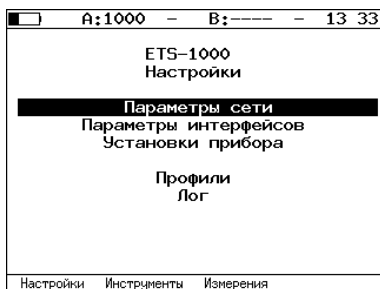 A:1000 – B:---- – 13 33
ETS-1000
Настройки
Параметры сети
Параметры интерфейсов
Установки прибора
Профили
Лог
Настройки Инструменты Измерения